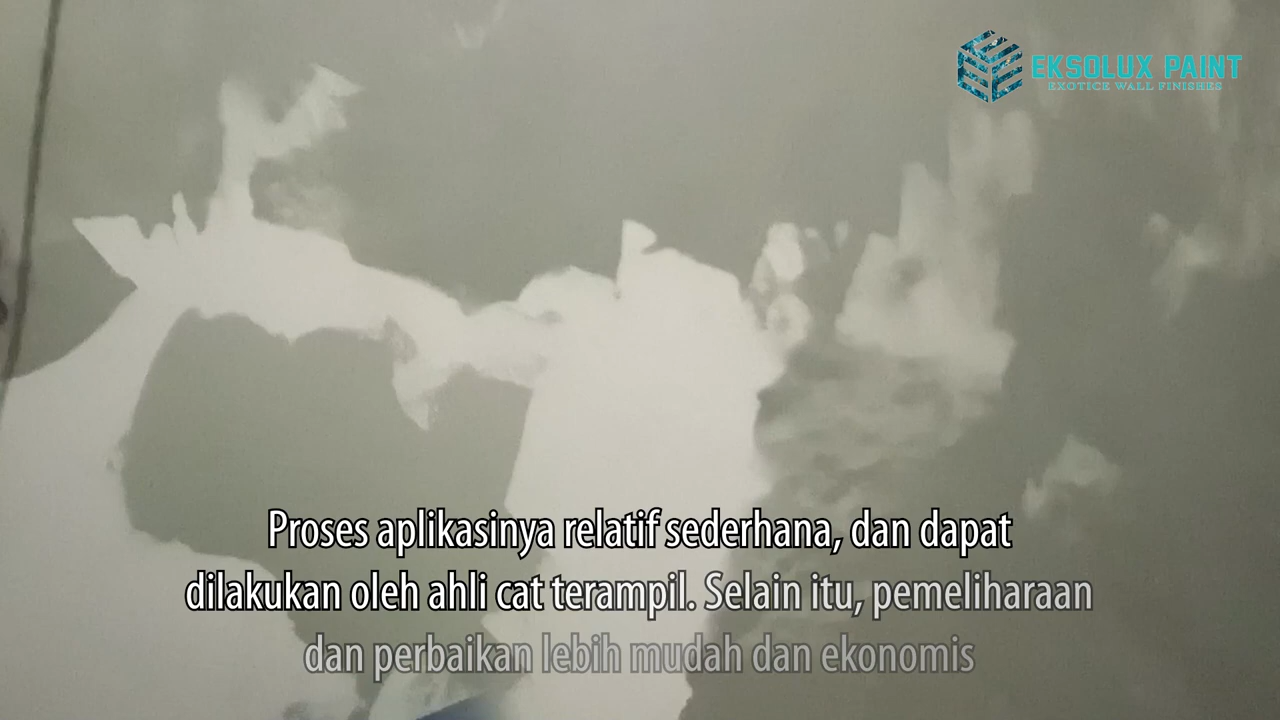 EKSOLUX PAINT
EXOTICE WALL FINISHES
Proses aplikasinya relatif sederhana, dan dapat
dilakukan oleh ahli cat terampil. Selain itu, pemeliharaan
dan perbaikan lebih mudah dan ekonomis